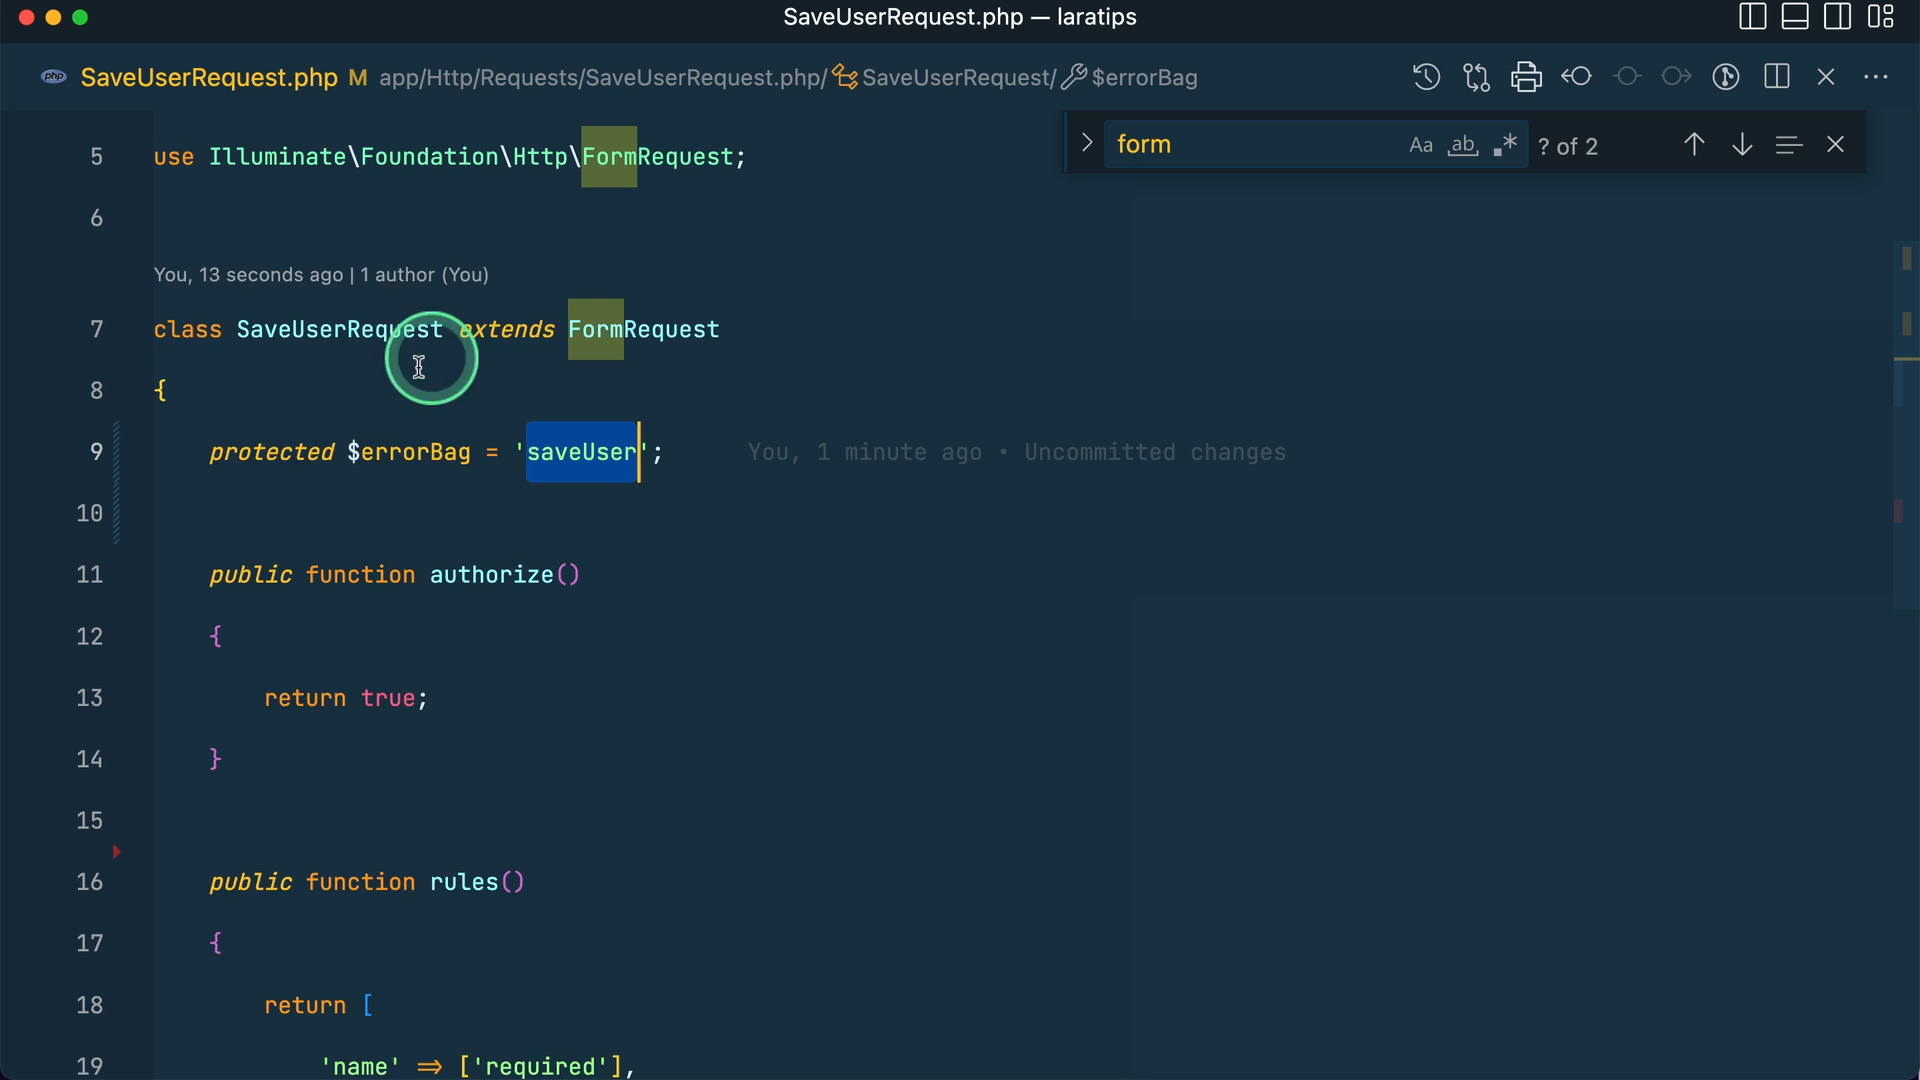 SaveUserRequest.php — laratips
php SaveUserRequest.php M app/Http/Requests/SaveUserRequest.php/ SaveUserRequest/ $errorBag
form Aa ab .* ? of 2
5 use Illuminate\Foundation\Http\FormRequest;
6
You, 13 seconds ago | 1 author (You)
7 class SaveUserRequest extends FormRequest
8 {
9 protected $errorBag = 'saveUser'; You, 1 minute ago • Uncommitted changes
10
11 public function authorize()
12 {
13 return true;
14 }
15
16 public function rules()
17 {
18 return [
19 'name' => ['required'],